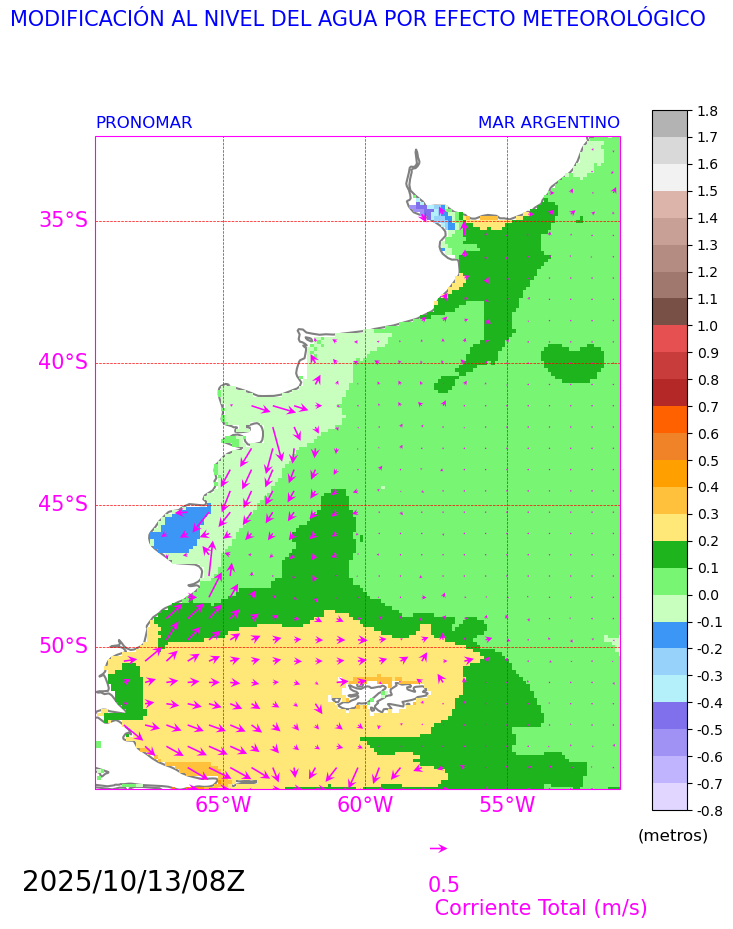 MODIFICACIÓN AL NIVEL DEL AGUA POR EFECTO METEOROLÓGICO
PRONOMAR
MAR ARGENTINO
35°S
40°S
45°S
50°S
65°W
60°W
55°W
1.8
1.7
1.6
1.5
1.4
1.3
1.2
1.1
1.0
0.9
0.8
0.7
0.6
0.5
0.4
0.3
0.2
0.1
0.0
-0.1
-0.2
-0.3
-0.4
-0.5
-0.6
-0.7
-0.8
(metros)
2025/10/13/08Z
0.5
Corriente Total (m/s)